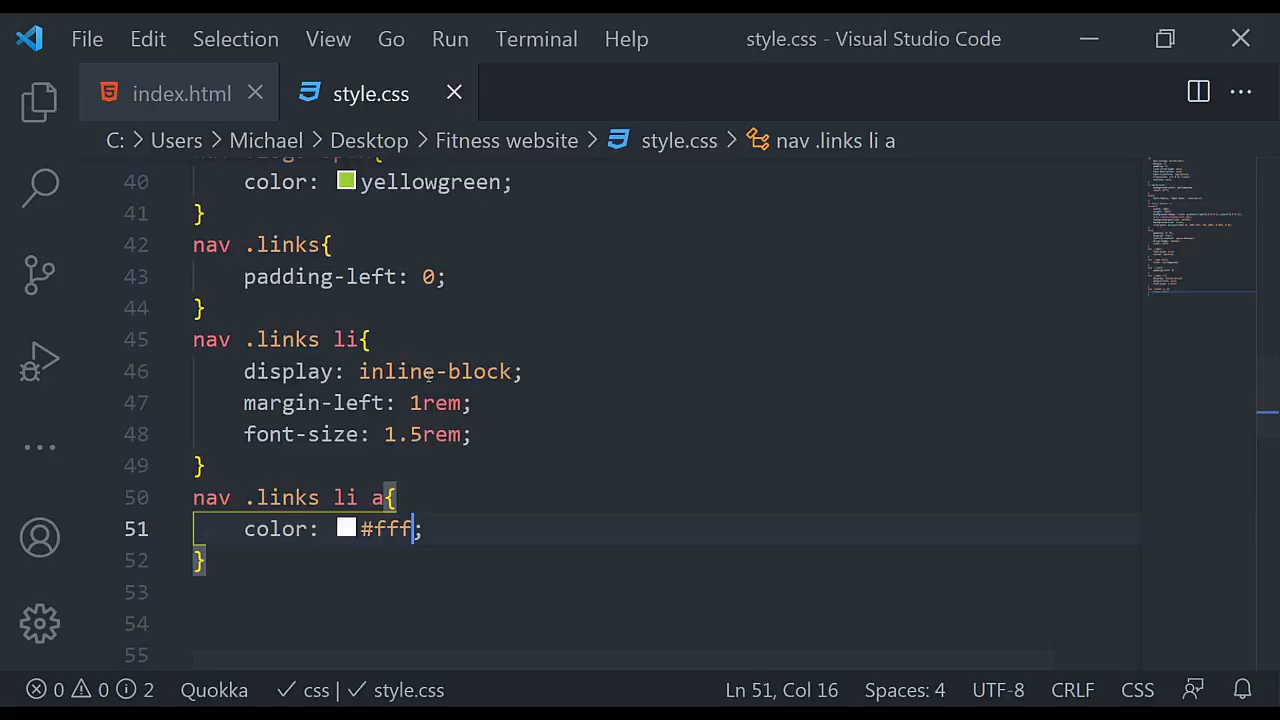 File Edit Selection View Go Run Terminal Help style.css - Visual Studio Code
index.html style.css
C: > Users > Michael > Desktop > Fitness website > style.css > nav .links li a
40 color: yellowgreen;
41 }
42 nav .links{
43 padding-left: 0;
44 }
45 nav .links li{
46 display: inline-block;
47 margin-left: 1rem;
48 font-size: 1.5rem;
49 }
50 nav .links li a{
51 color: #fff;
52 }
53
54
55
0 0 2 Quokka css | style.css Ln 51, Col 16 Spaces: 4 UTF-8 CRLF CSS